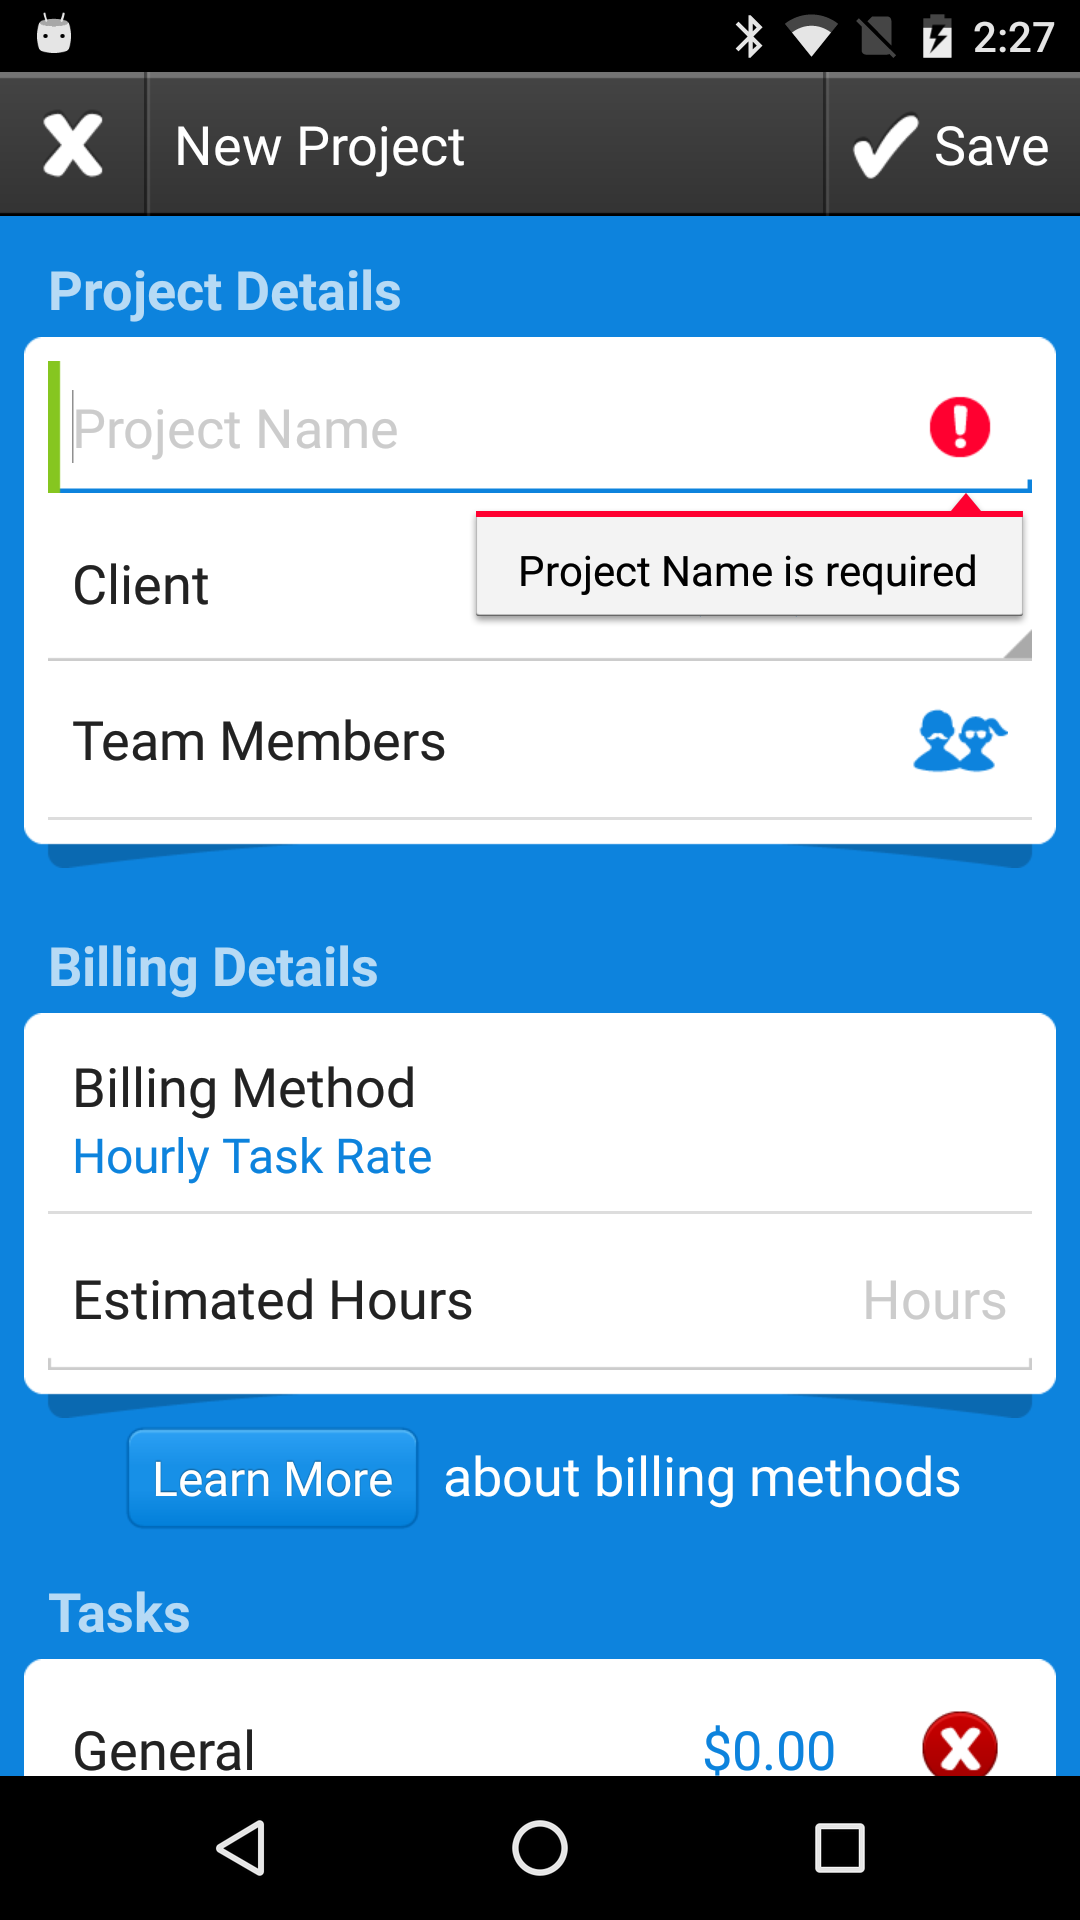 2:27
New Project
Save
Project Details
Project Name
Project Name is required
Client
Team Members
Billing Details
Billing Method
Hourly Task Rate
Estimated Hours
Hours
Learn More about billing methods
Tasks
General
$0.00